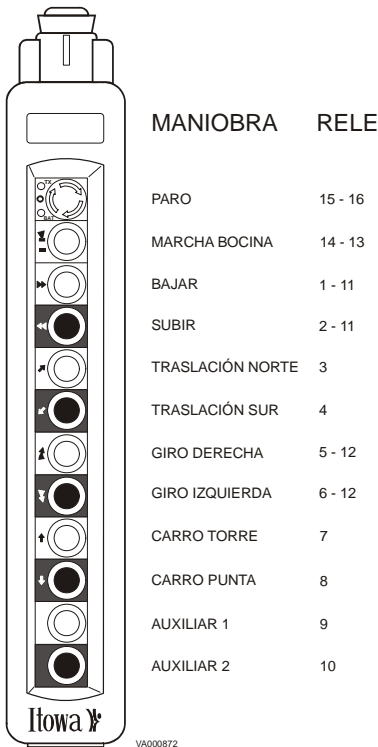 MANIOBRA RELE
TX
BAT
PARO 15 - 16
MARCHA BOCINA 14 - 13
BAJAR 1 - 11
SUBIR 2 - 11
TRASLACIÓN NORTE 3
TRASLACIÓN SUR 4
GIRO DERECHA 5 - 12
GIRO IZQUIERDA 6 - 12
CARRO TORRE 7
CARRO PUNTA 8
AUXILIAR 1 9
AUXILIAR 2 10
Itowa
VA000872